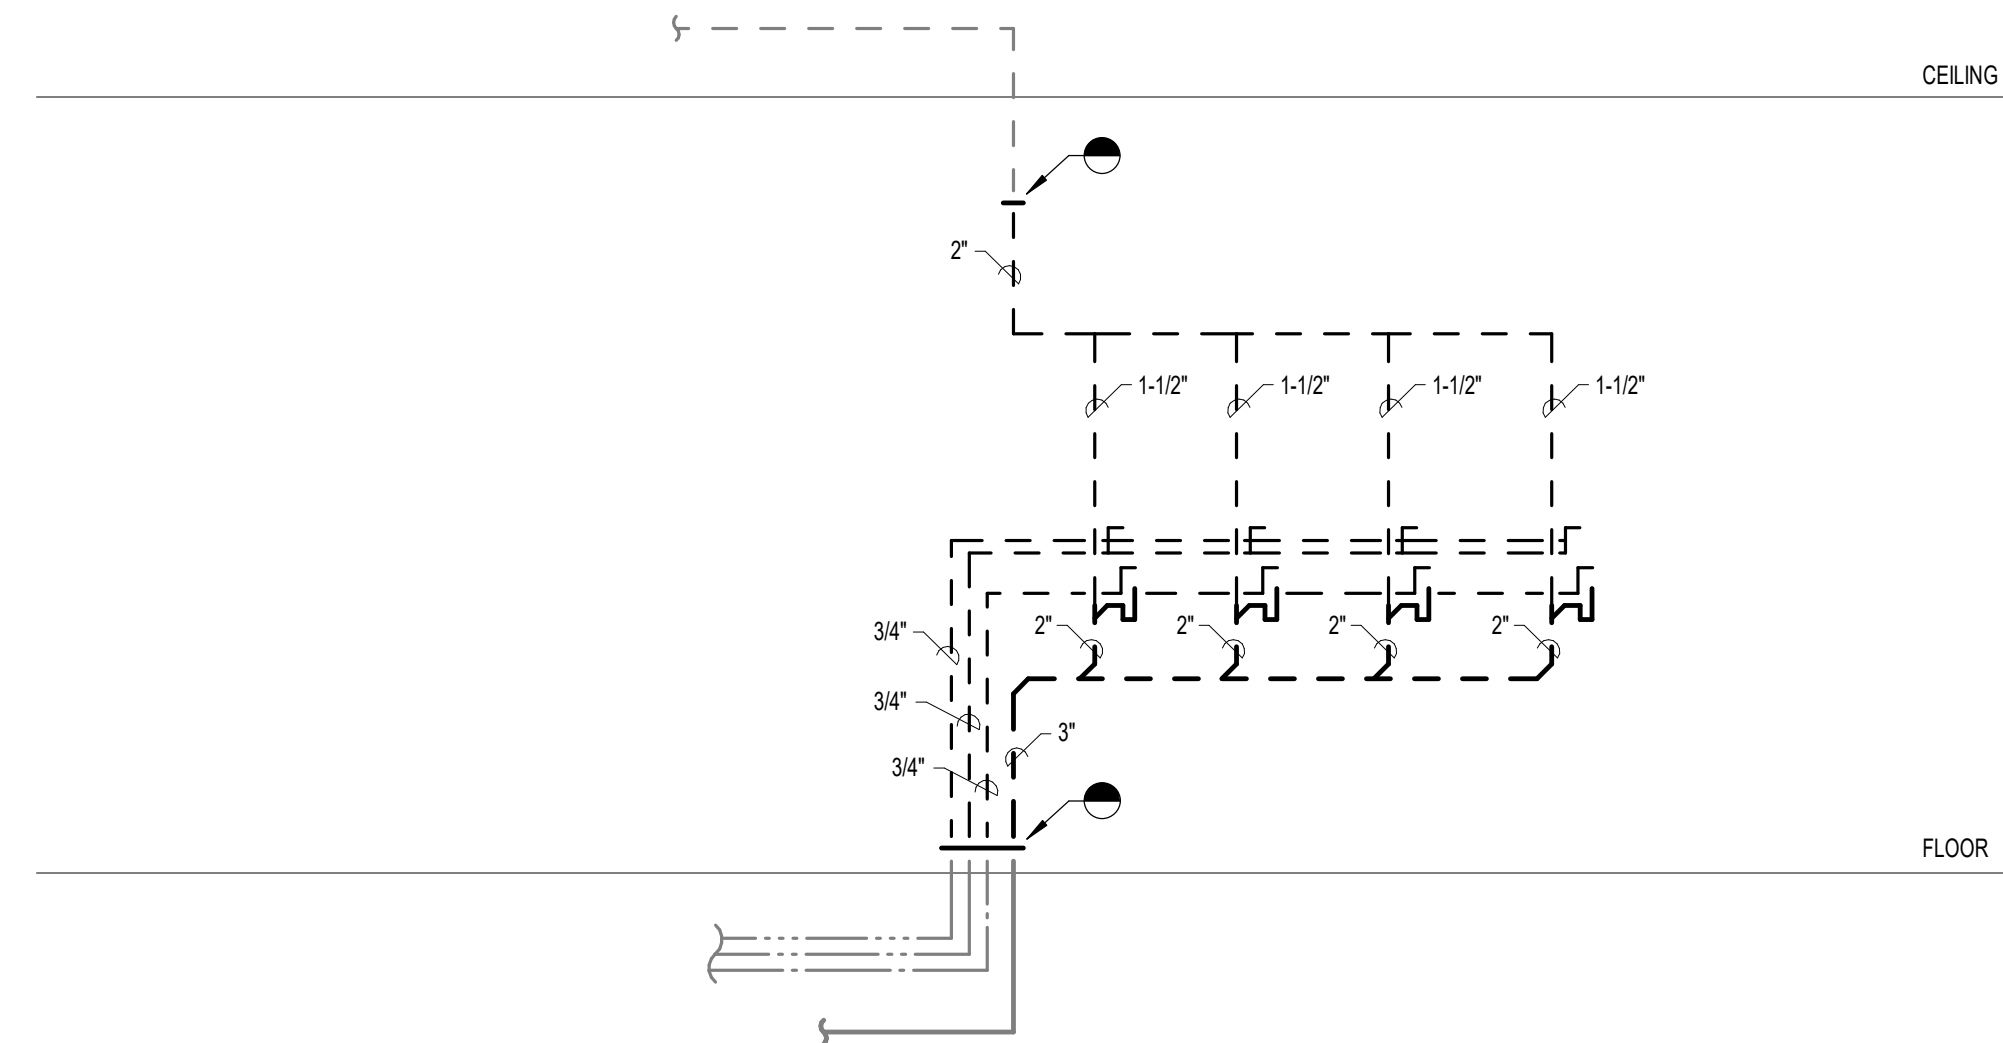 CEILING
2"
1-1/2" 1-1/2" 1-1/2" 1-1/2"
3/4" 2" 2" 2" 2"
3/4"
3"
3/4"
FLOOR